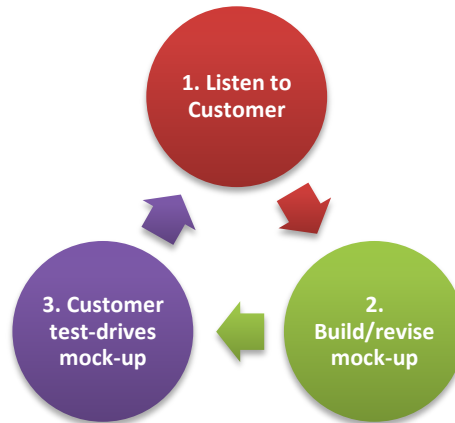 1. Listen to
Customer
2.
Build/revise
mock-up
3. Customer
test-drives
mock-up